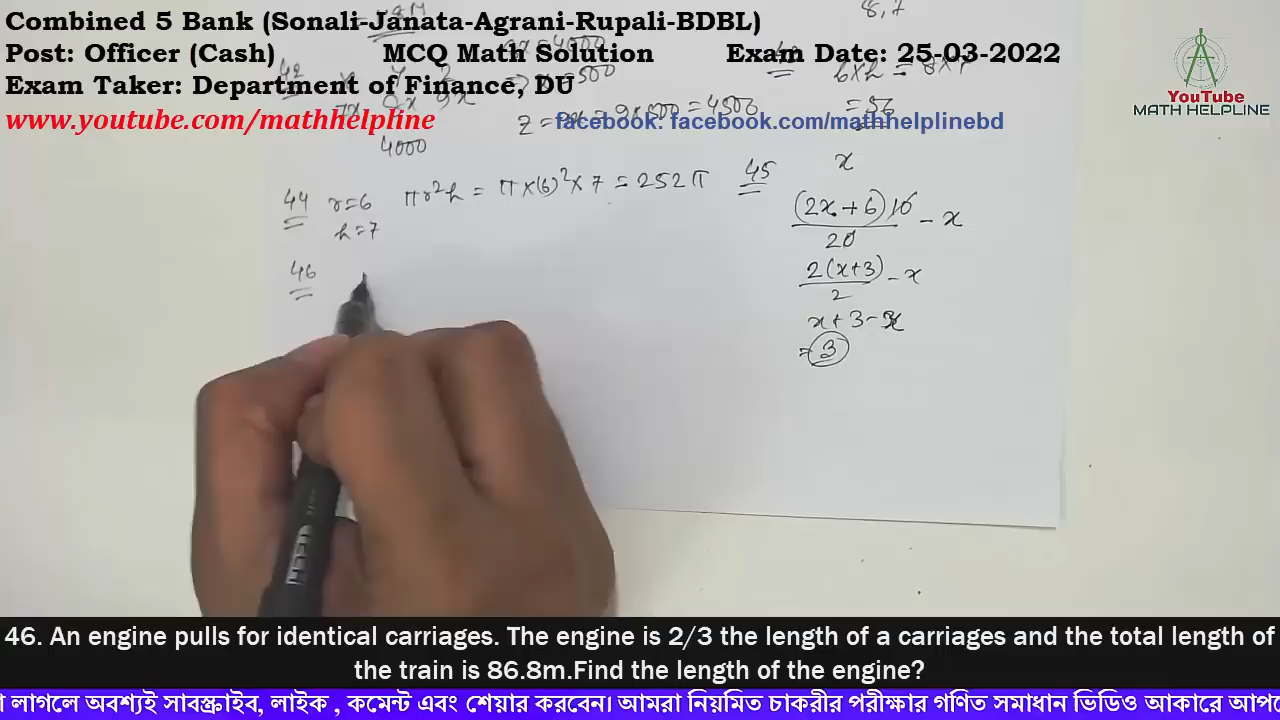 Combined 5 Bank (Sonali-Janata-Agrani-Rupali-BDBL)
Post: Officer (Cash) MCQ Math Solution Exam Date: 25-03-2022
Exam Taker: Department of Finance, DU
www.youtube.com/mathhelpline
facebook: facebook.com/mathhelplinebd
YouTube
MATH HELPLINE
8,7
= 56
4000
44 r=6 πr²h = π×(6)²×7 = 252π
h=7
45 x
(2x+6)10 - x
20
2(x+3) - x
2
x+3-x
= 3
46
46. An engine pulls for identical carriages. The engine is 2/3 the length of a carriages and the total length of
the train is 86.8m.Find the length of the engine?
লাগলে অবশ্যই সাবস্ক্রাইব, লাইক , কমেন্ট এবং শেয়ার করবেন। আমরা নিয়মিত চাকরীর পরীক্ষার গণিত সমাধান ভিডিও আকারে